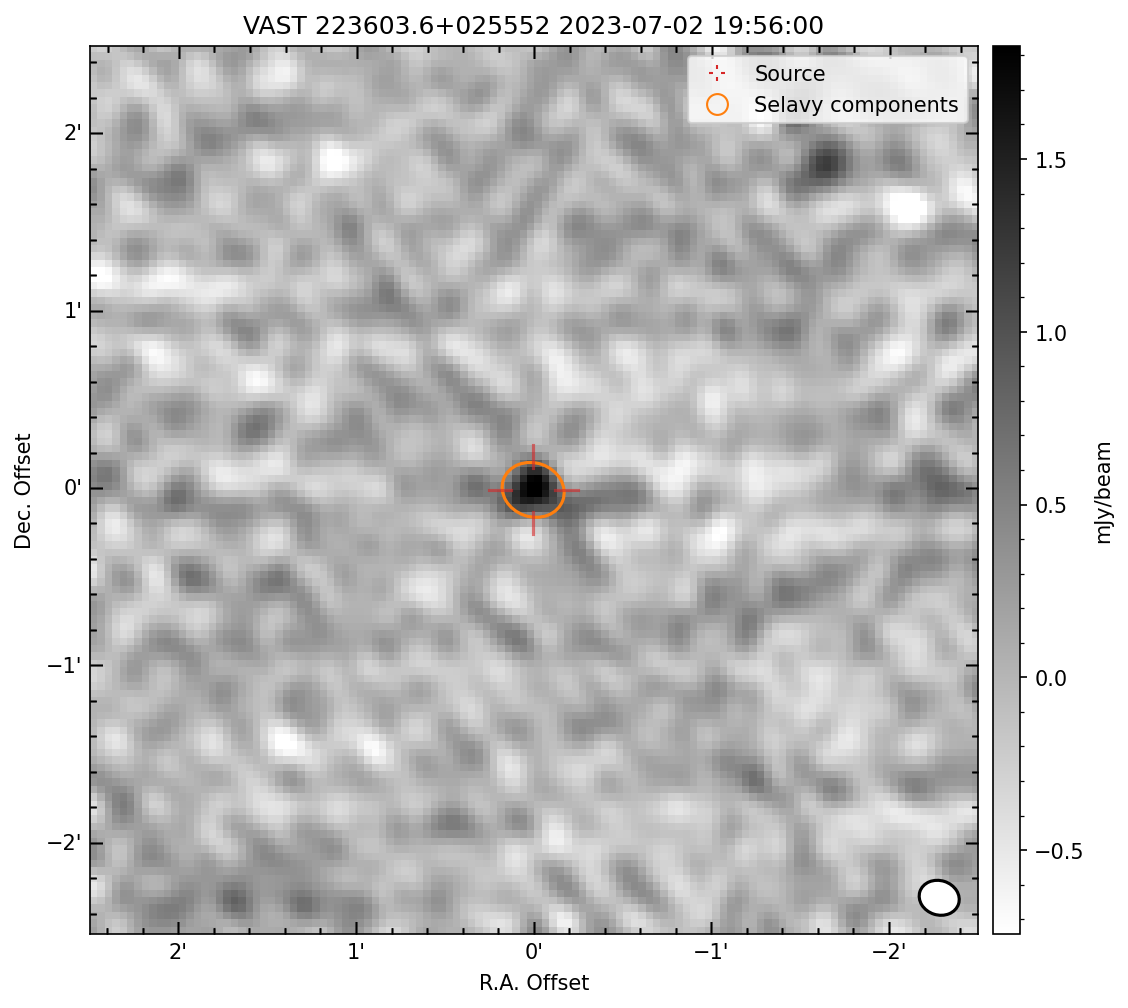 VAST 223603.6+025552 2023-07-02 19:56:00
Source
Selavy components
2'
1'
0'
−1'
−2'
Dec. Offset
2'
1'
0'
−1'
−2'
R.A. Offset
1.5
1.0
0.5
0.0
−0.5
mJy/beam